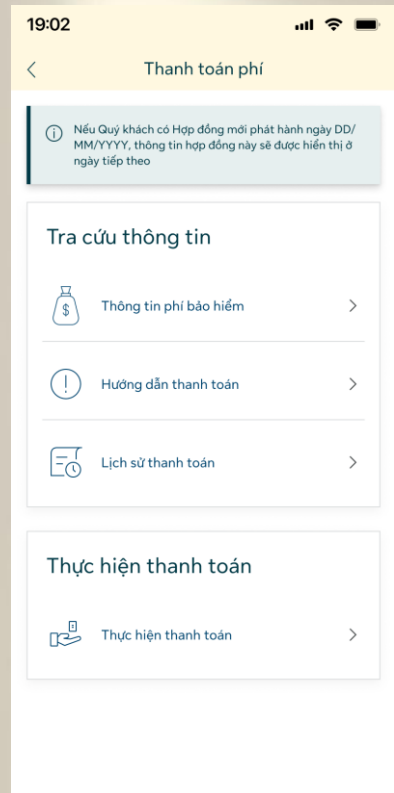 19:02
Thanh toán phí
Nếu Quý khách có Hợp đồng mới phát hành ngày DD/
MM/YYYY, thông tin hợp đồng này sẽ được hiển thị ở
ngày tiếp theo
Tra cứu thông tin
$ Thông tin phí bảo hiểm
Hướng dẫn thanh toán
Lịch sử thanh toán
Thực hiện thanh toán
Thực hiện thanh toán